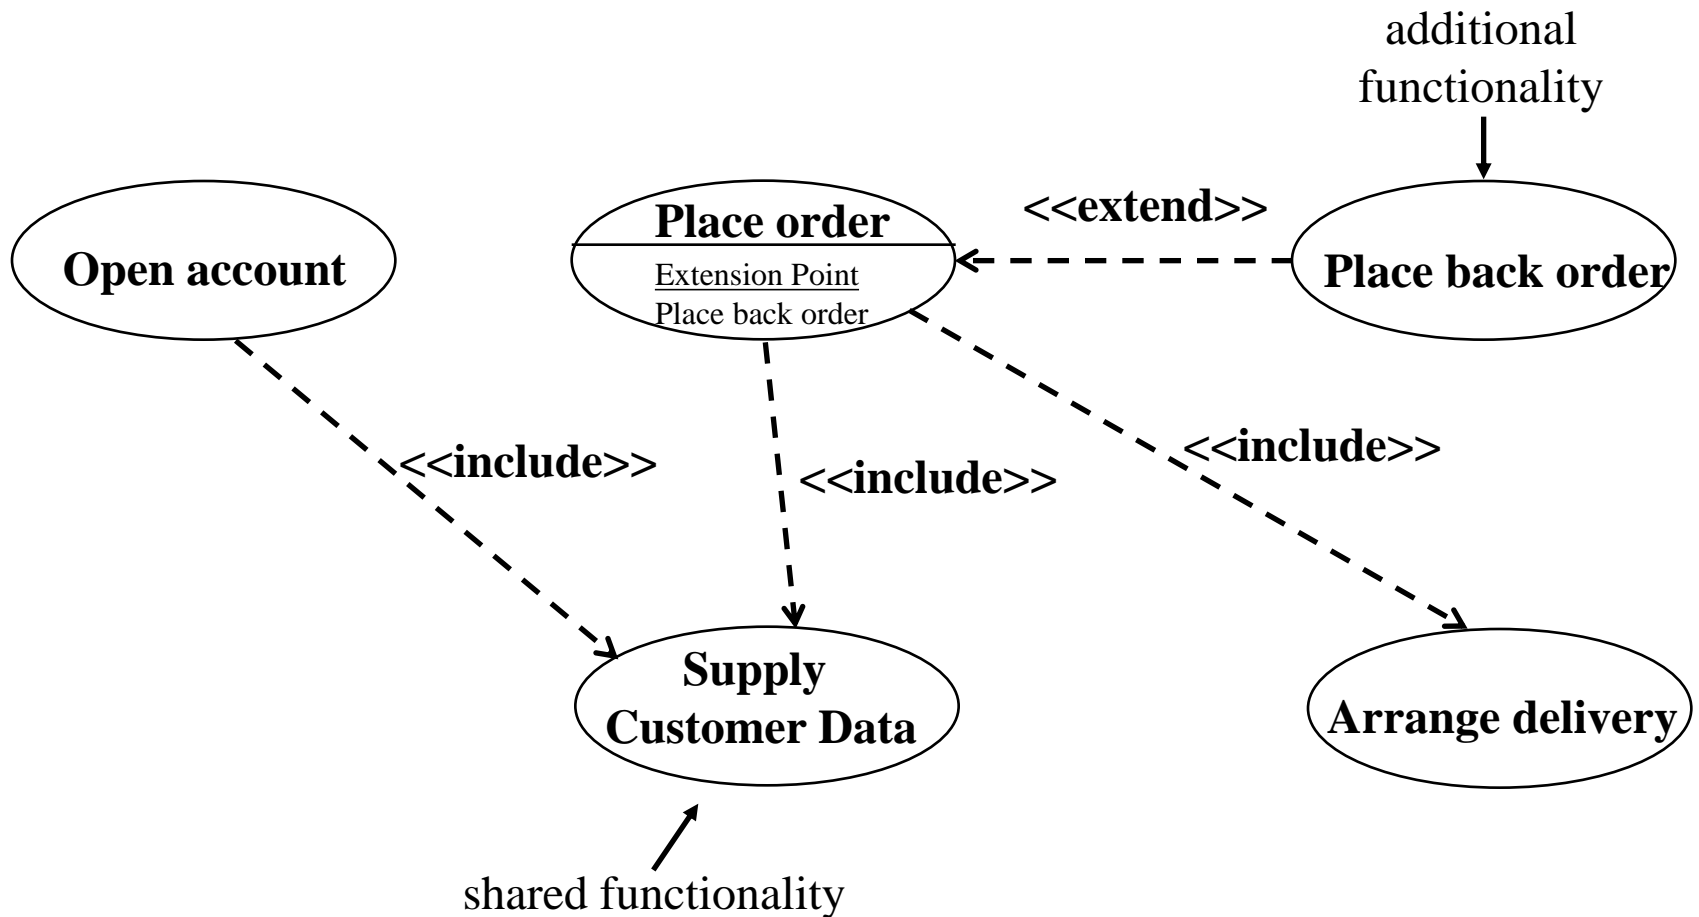 additional
functionality
<<extend>>
Open account
Place order
Extension Point
Place back order
Place back order
<<include>>
<<include>>
<<include>>
Supply
Customer Data
Arrange delivery
shared functionality